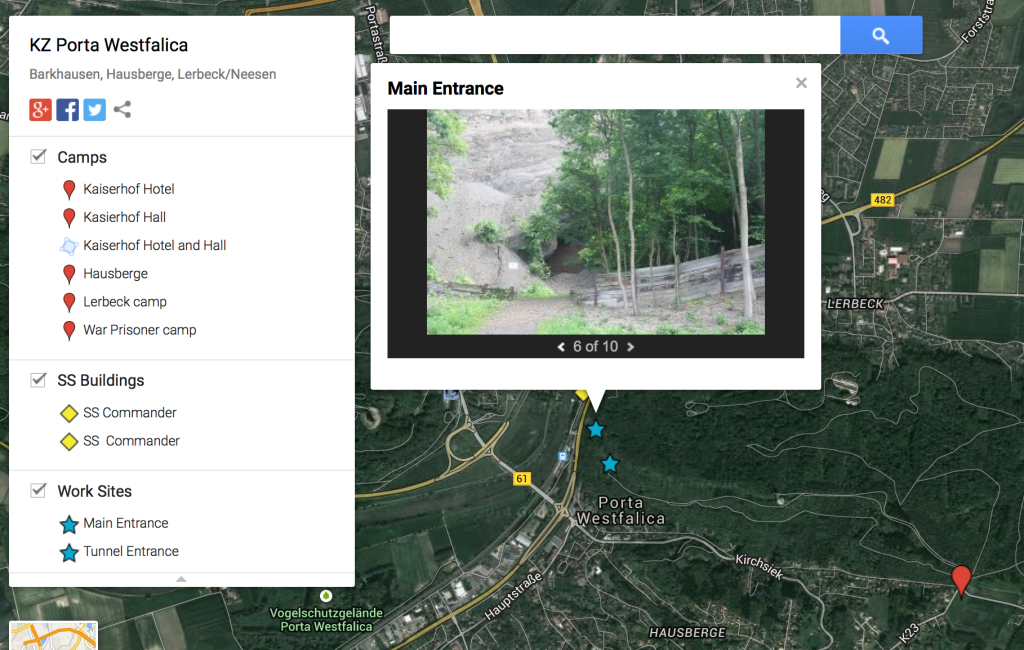 KZ Porta Westfalica
Barkhausen, Hausberge, Lerbeck/Neesen
g+ f
Camps
Kaiserhof Hotel
Kasierhof Hall
Kaiserhof Hotel and Hall
Hausberge
Lerbeck camp
War Prisoner camp
SS Buildings
SS Commander
SS Commander
Work Sites
Main Entrance
Tunnel Entrance
Main Entrance
6 of 10
Portastraß
Forststra
482
LERBECK
61
Porta
Westfalica
Kirchsiek
Hauptstraße
Vogelschutzgelände
Porta Westfalica
HAUSBERGE
K23